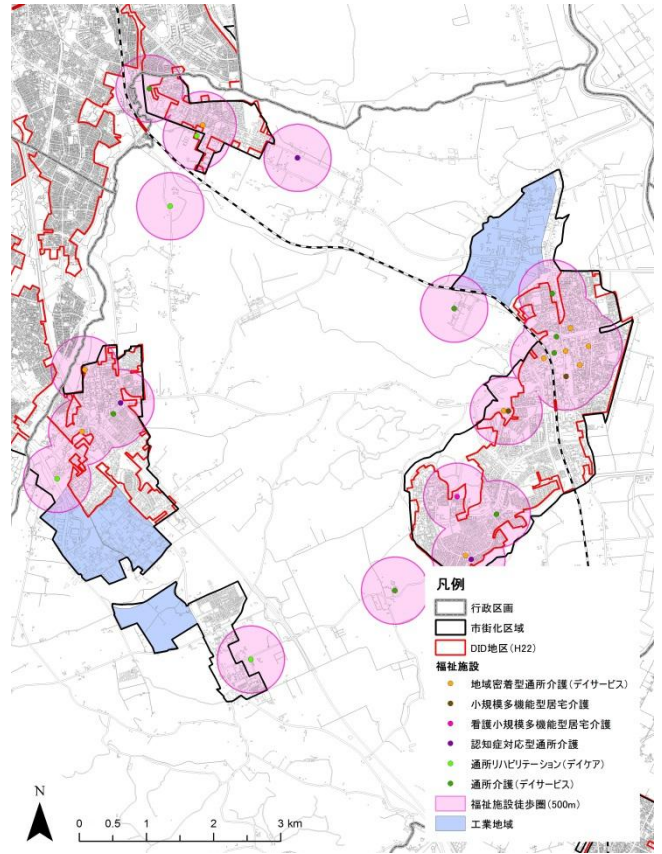 凡例
行政区画
市街化区域
DID地区(H22)
福祉施設
地域密着型通所介護(デイサービス)
小規模多機能型居宅介護
看護小規模多機能型居宅介護
認知症対応型通所介護
通所リハビリテーション(デイケア)
通所介護(デイサービス)
福祉施設徒歩圏(500m)
工業地域
N
0 0.5 1 2 3 km